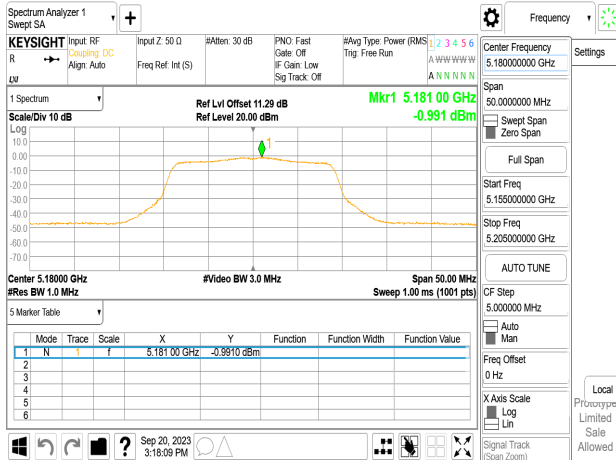 Spectrum Analyzer 1
Swept SA
Frequency
KEYSIGHT Input: RF Input Z: 50 Ω #Atten: 30 dB PNO: Fast #Avg Type: Power (RMS 1 2 3 4 5 6
Coupling: DC Gate: Off Trig: Free Run
R Align: Auto Freq Ref: Int (S) IF Gain: Low A W W W W W
Sig Track: Off A N N N N N
LXI
1 Spectrum
Scale/Div 10 dB
Ref Lvl Offset 11.29 dB
Ref Level 20.00 dBm
Mkr1 5.181 00 GHz
-0.991 dBm
Log
10.0
0.00
-10.0
-20.0
-30.0
-40.0
-50.0
-60.0
-70.0
1
Center 5.18000 GHz #Video BW 3.0 MHz Span 50.00 MHz
#Res BW 1.0 MHz Sweep 1.00 ms (1001 pts)
5 Marker Table
Mode Trace Scale X Y Function Function Width Function Value
1 N 1 f 5.181 00 GHz -0.9910 dBm
2
3
4
5
6
Sep 20, 2023
3:18:09 PM
?
Center Frequency
5.180000000 GHz
Settings
Span
50.0000000 MHz
Swept Span
Zero Span
Full Span
Start Freq
5.155000000 GHz
Stop Freq
5.205000000 GHz
AUTO TUNE
CF Step
5.000000 MHz
Auto
Man
Freq Offset
0 Hz
X Axis Scale
Log
Lin
Signal Track
(Span Zoom)
Local
Prototype
Limited
Sale
Allowed